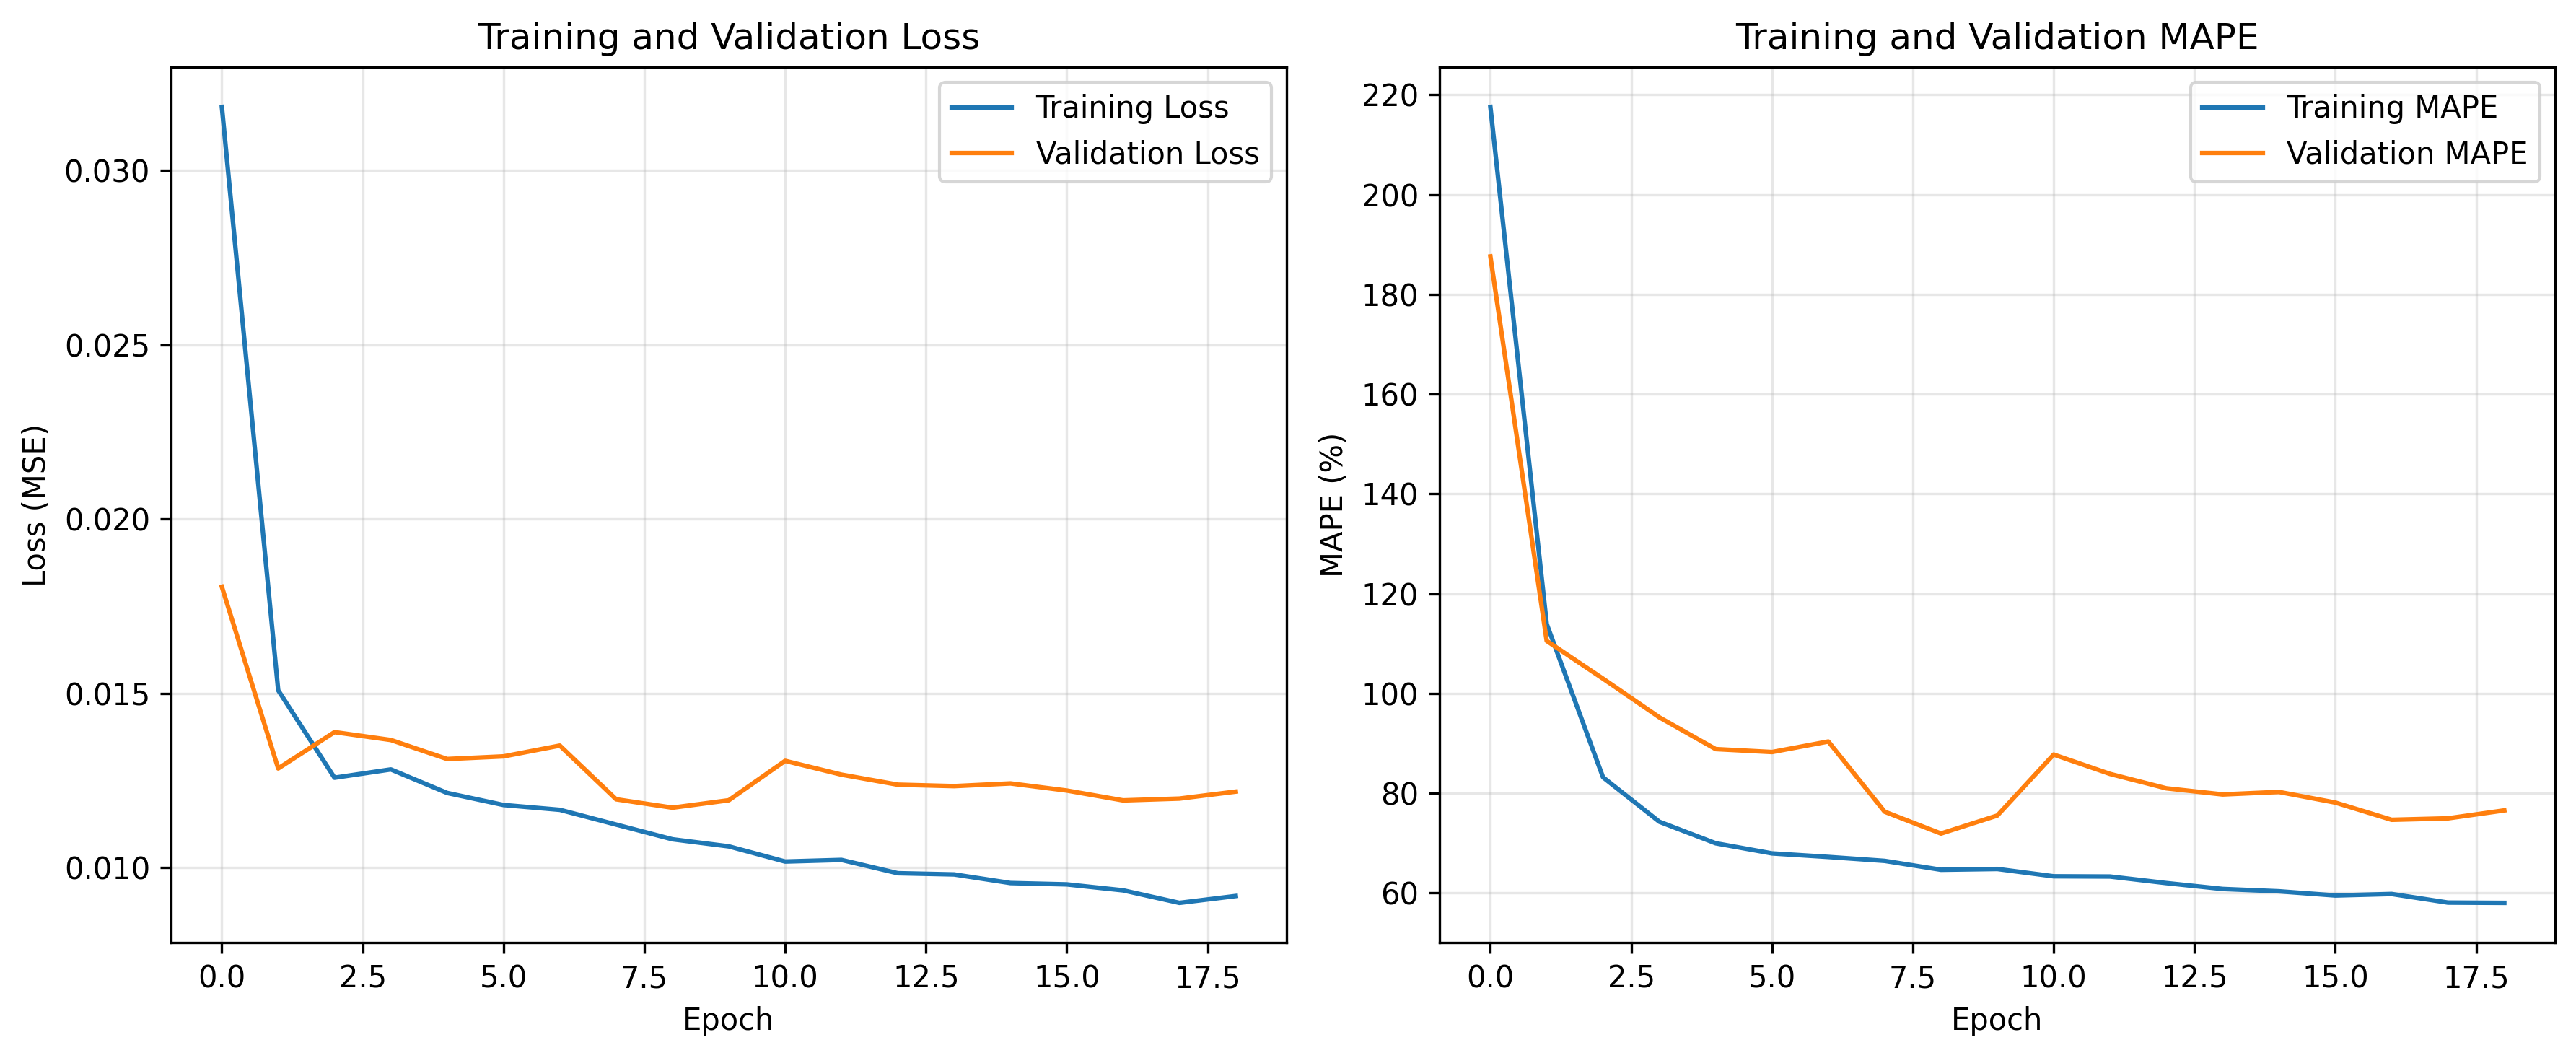 Training and Validation Loss
Training Loss
Validation Loss
0.030
0.025
0.020
0.015
0.010
Loss (MSE)
0.0 2.5 5.0 7.5 10.0 12.5 15.0 17.5
Epoch
Training and Validation MAPE
Training MAPE
Validation MAPE
220
200
180
160
140
120
100
80
60
MAPE (%)
0.0 2.5 5.0 7.5 10.0 12.5 15.0 17.5
Epoch